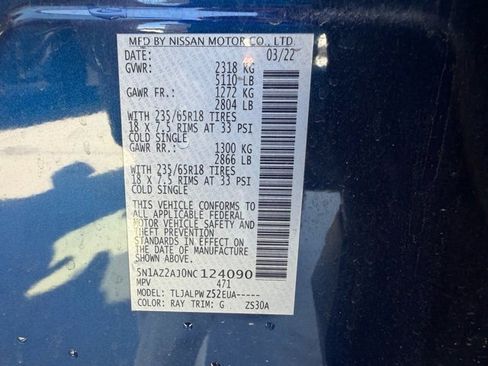 MFD BY NISSAN MOTOR CO., LTD.
DATE: 03/22
GVWR: 2318 KG
5110 LB
GAWR FR.: 1272 KG
2804 LB
WITH 235/65R18 TIRES
18 X 7.5 RIMS AT 33 PSI
COLD SINGLE
GAWR RR.: 1300 KG
2866 LB
WITH 235/65R18 TIRES
18 X 7.5 RIMS AT 33 PSI
COLD SINGLE
THIS VEHICLE CONFORMS TO
ALL APPLICABLE FEDERAL
MOTOR VEHICLE SAFETY
AND THEFT PREVENTION
STANDARDS IN EFFECT ON
THE DATE OF MANUFACTURE
SHOWN ABOVE.
5N1AZ2AJ0NC124090
MPV 471
MODEL: TLJALPWZ52EUA-----
COLOR: RAY TRIM: G ZS30A